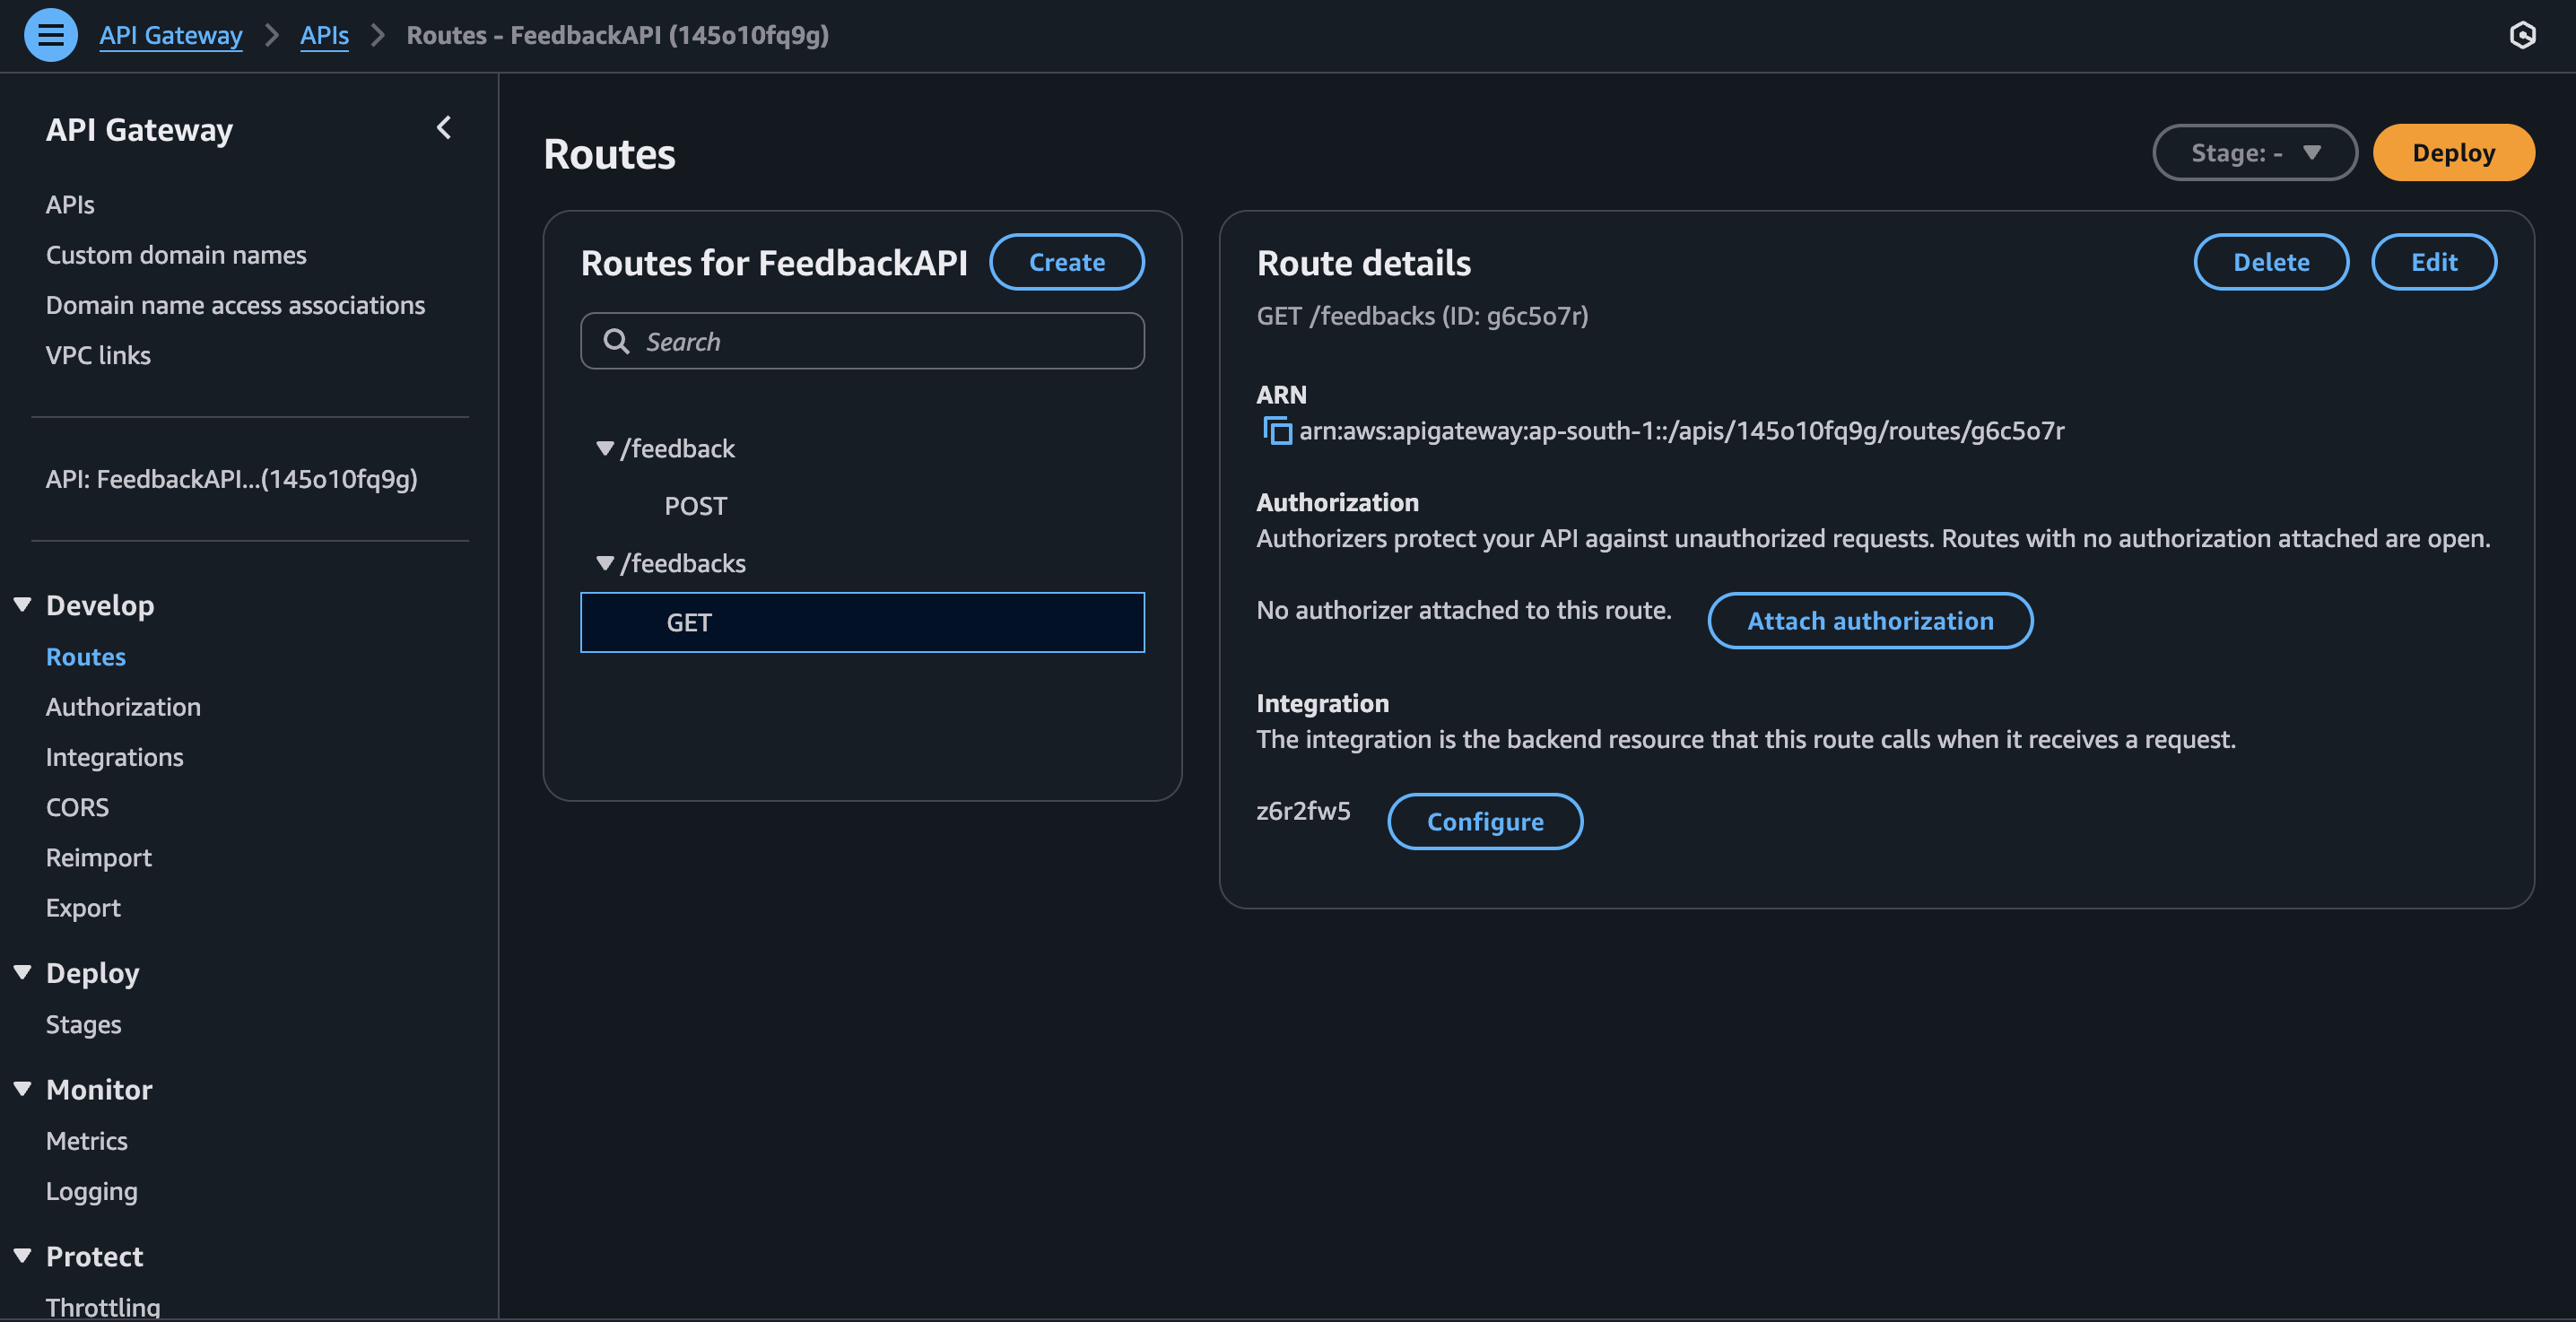 API Gateway > APIs > Routes - FeedbackAPI (145o10fq9g)
API Gateway
APIs
Custom domain names
Domain name access associations
VPC links
API: FeedbackAPI...(145o10fq9g)
Develop
Routes
Authorization
Integrations
CORS
Reimport
Export
Deploy
Stages
Monitor
Metrics
Logging
Protect
Throttling
Routes
Stage: -
Deploy
Routes for FeedbackAPI
Create
Search
/feedback
POST
/feedbacks
GET
Route details
Delete
Edit
GET /feedbacks (ID: g6c5o7r)
ARN
arn:aws:apigateway:ap-south-1::/apis/145o10fq9g/routes/g6c5o7r
Authorization
Authorizers protect your API against unauthorized requests. Routes with no authorization attached are open.
No authorizer attached to this route.
Attach authorization
Integration
The integration is the backend resource that this route calls when it receives a request.
z6r2fw5
Configure